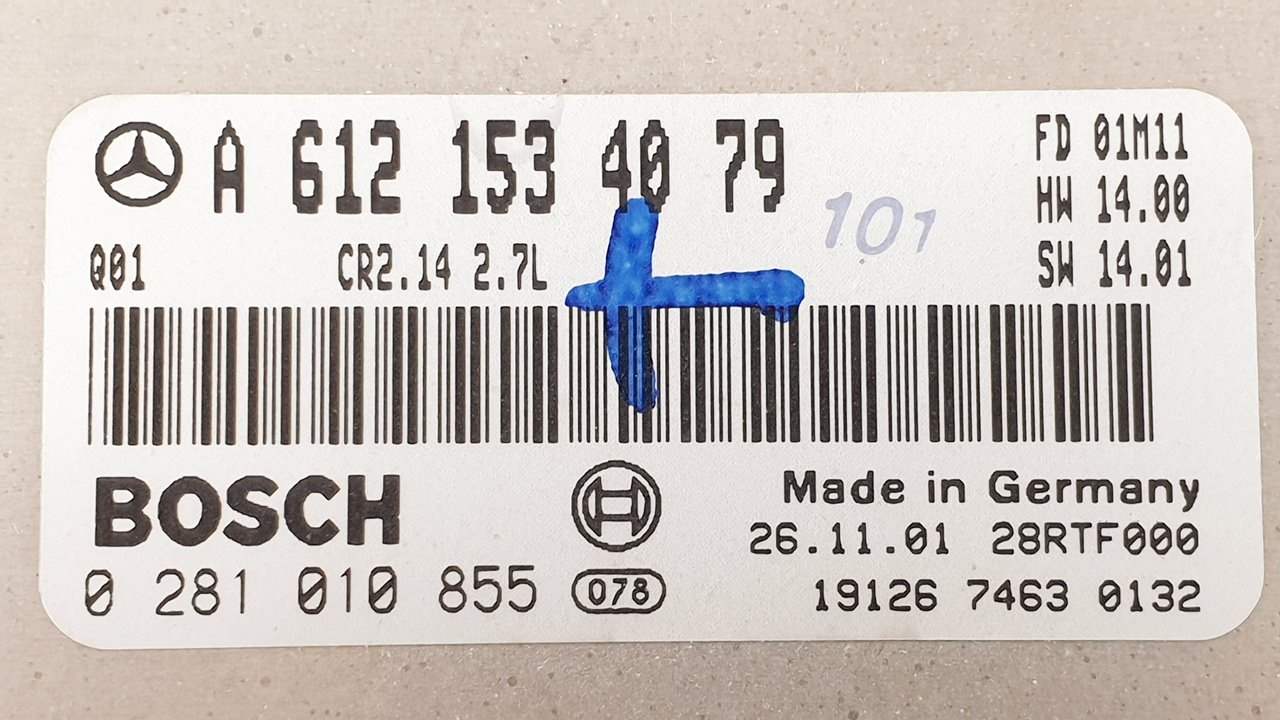 A 612 153 40 79
FD 01M11
HW 14.00
SW 14.01
101
Q01 CR2.14 2.7L
BOSCH
0 281 010 855 078
Made in Germany
26.11.01 28RTF000
19126 7463 0132